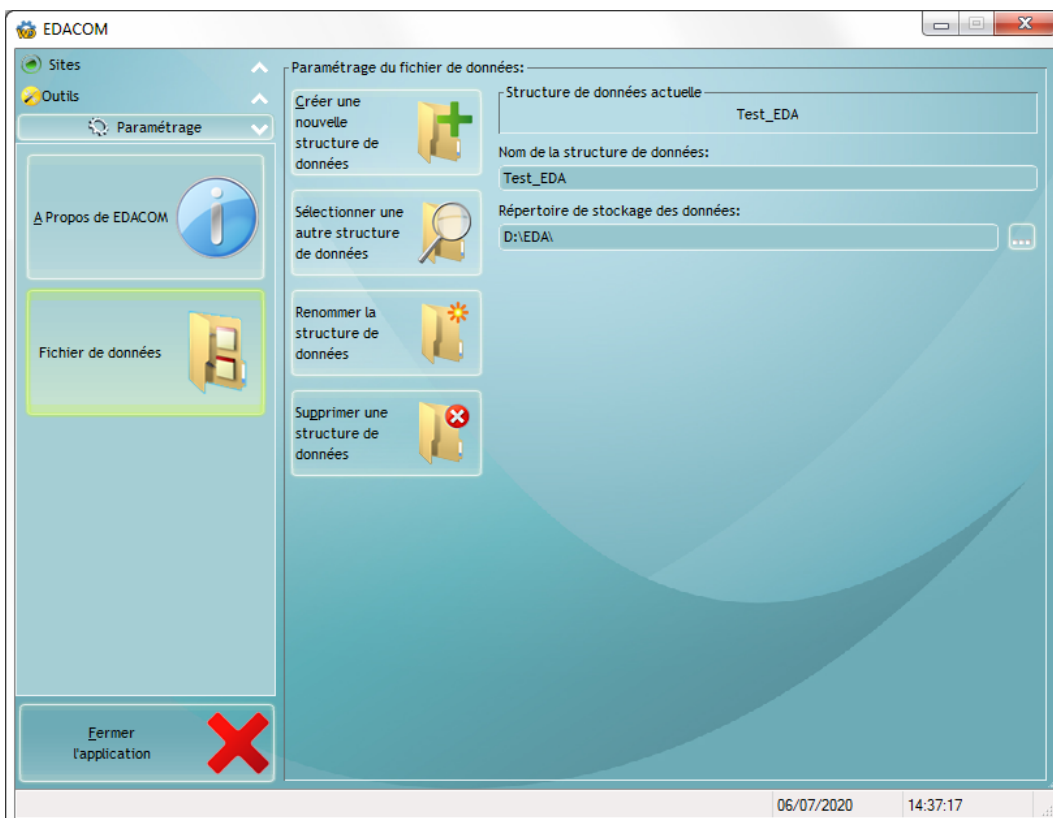 EDACOM
Sites
Outils
Paramétrage
A Propos de EDACOM
Fichier de données
Fermer
l'application
Paramétrage du fichier de données:
Créer une
nouvelle
structure de
données
Sélectionner une
autre structure
de données
Renommer la
structure de
données
Supprimer une
structure de
données
Structure de données actuelle
Test_EDA
Nom de la structure de données:
Test_EDA
Répertoire de stockage des données:
D:\EDA\
...
06/07/2020
14:37:17